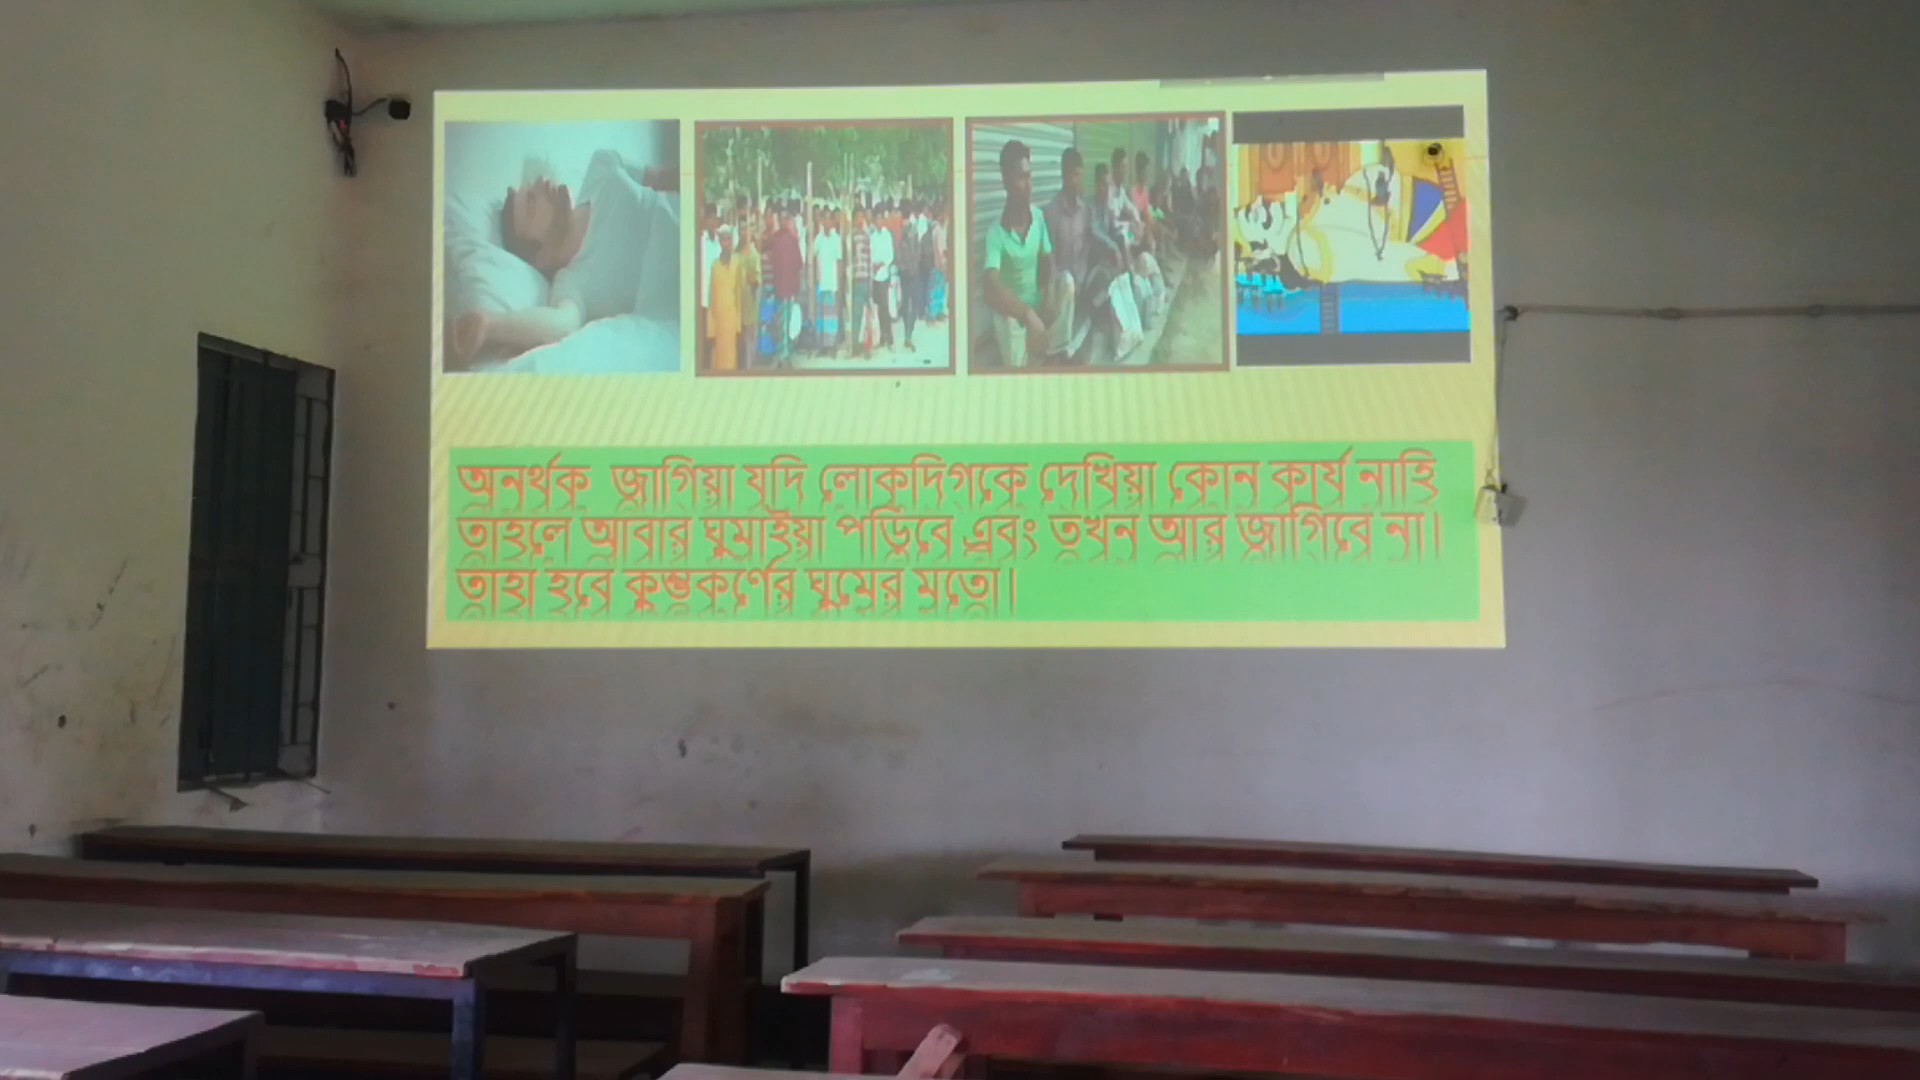 অনর্থক জাগিয়া যদি লোকদিগকে দেখিয়া কোন কার্য নাহি
তাহলে আবার ঘুমাইয়া পড়িবে এবং তখন আর জাগিবে না।
তাহা হবে কুম্ভকর্ণের ঘুমের মতো।